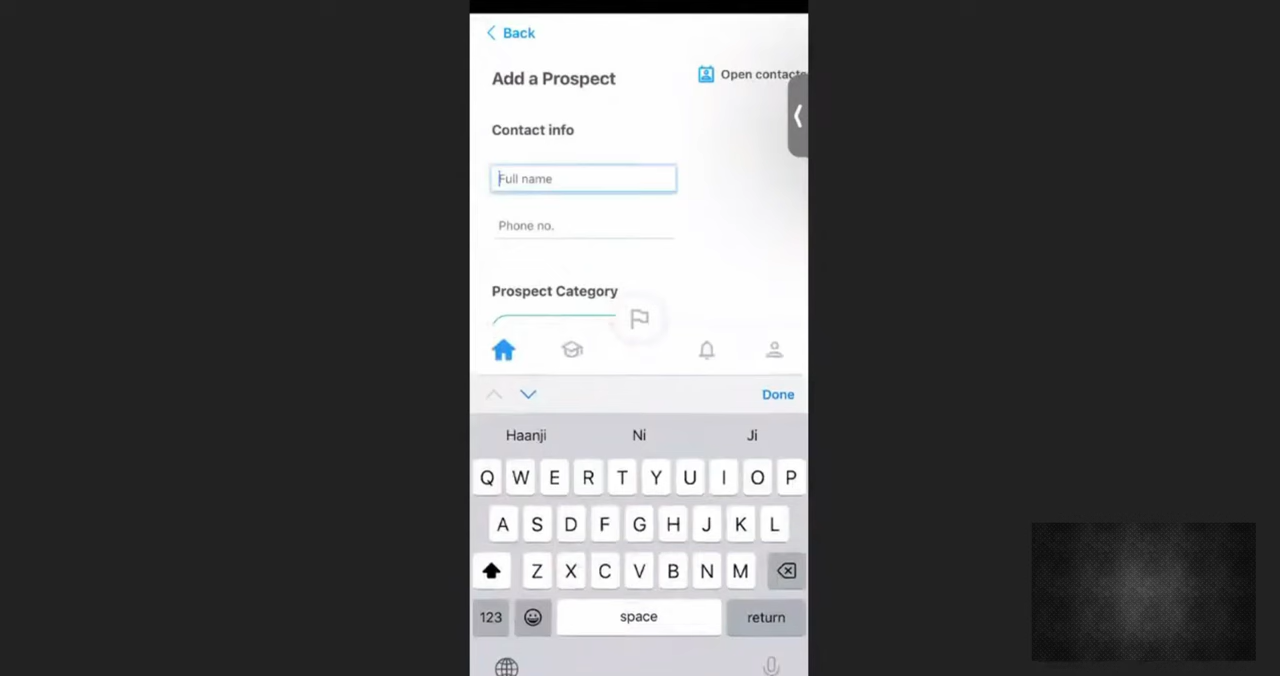 Back
Add a Prospect
Open contacts
Contact info
Full name
Phone no.
Prospect Category
Done
Haanji Ni Ji
Q W E R T Y U I O P
A S D F G H J K L
Z X C V B N M
123 space return